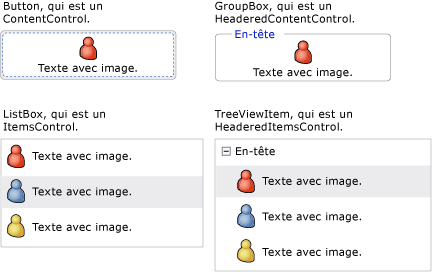 Button, qui est un
ContentControl.
Texte avec image.
GroupBox, qui est un
HeaderedContentControl.
En-tête
Texte avec image.
ListBox, qui est un
ItemsControl.
Texte avec image.
Texte avec image.
Texte avec image.
TreeViewItem, qui est un
HeaderedItemsControl.
En-tête
Texte avec image.
Texte avec image.
Texte avec image.